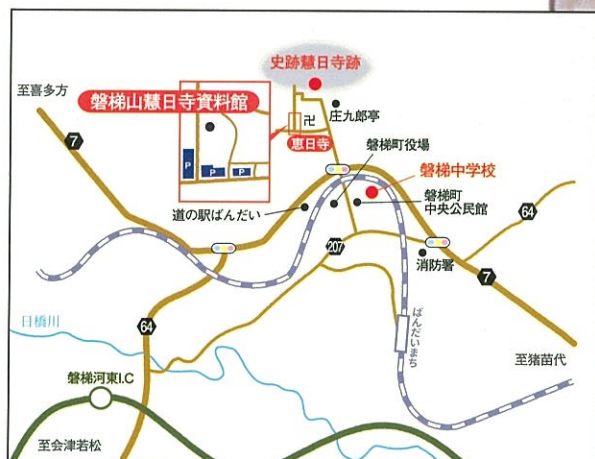 史跡慧日寺跡
至喜多方
磐梯山慧日寺資料館
庄九郎亭
卍
恵日寺
磐梯町役場
7
P
P
P
磐梯中学校
道の駅ばんだい
磐梯町
中央公民館
64
207
消防署
7
64
日橋川
ばんだいまち
至猪苗代
磐梯河東I.C
至会津若松